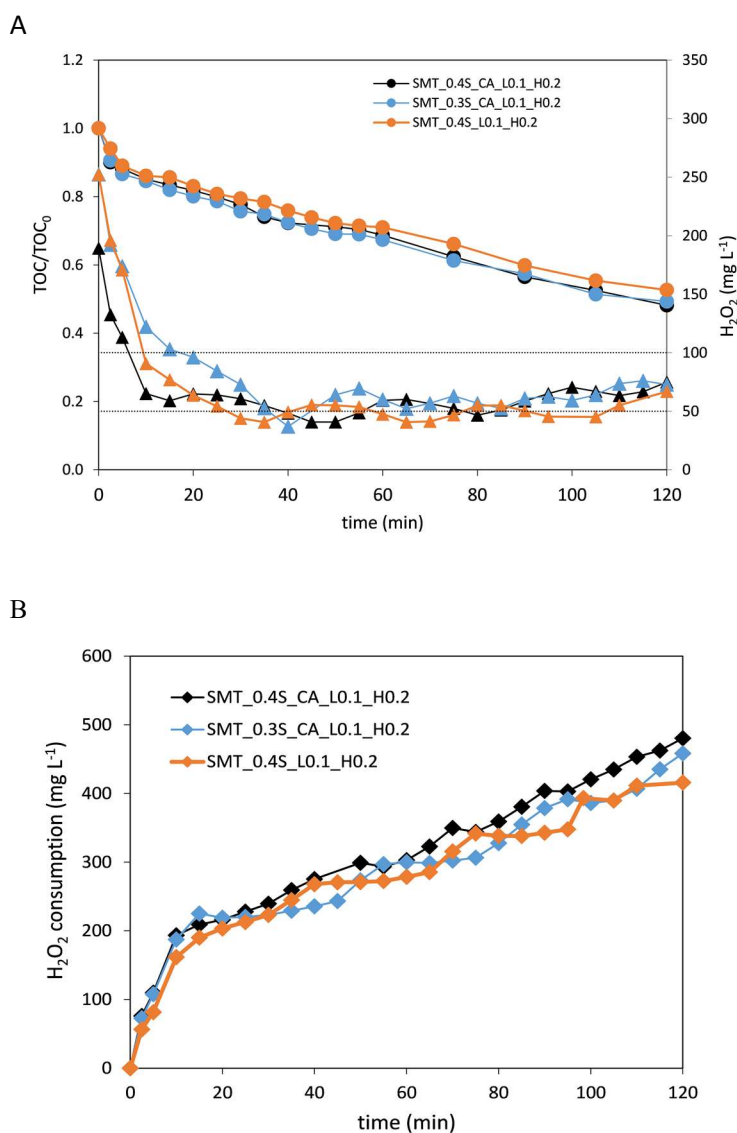 A
1.2
1.0
0.8
0.6
0.4
0.2
0.0
TOC/TOC₀
350
300
250
200
150
100
50
0
H₂O₂ (mg L⁻¹)
SMT_0.4S_CA_L0.1_H0.2
SMT_0.3S_CA_L0.1_H0.2
SMT_0.4S_L0.1_H0.2
0 20 40 60 80 100 120
time (min)
B
600
500
400
300
200
100
0
H₂O₂ consumption (mg L⁻¹)
SMT_0.4S_CA_L0.1_H0.2
SMT_0.3S_CA_L0.1_H0.2
SMT_0.4S_L0.1_H0.2
0 20 40 60 80 100 120
time (min)